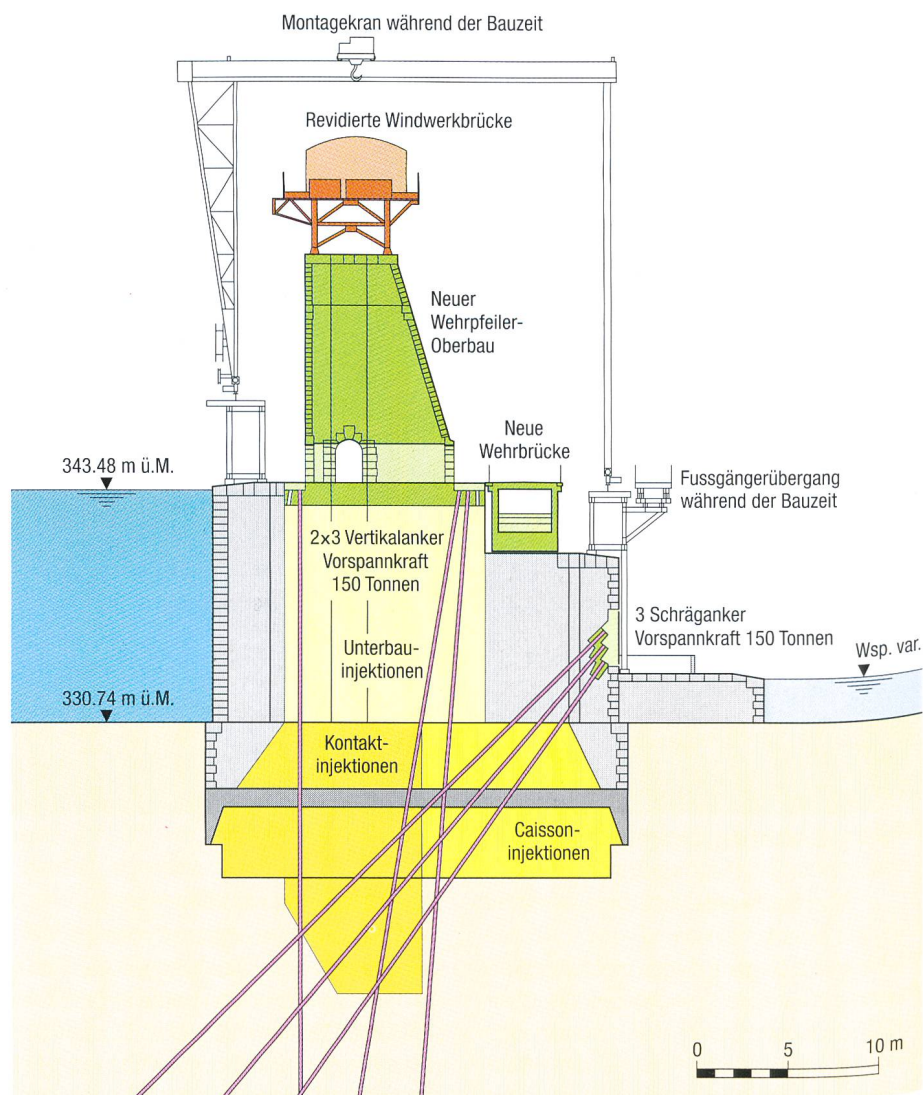 Montagekran während der Bauzeit
Revidierte Windwerkbrücke
Neuer
Wehrpfeiler-
Oberbau
Neue
Wehrbrücke
343.48 m ü.M.
Fussgängerübergang
während der Bauzeit
2×3 Vertikalanker
Vorspannkraft
150 Tonnen
3 Schräganker
Vorspannkraft 150 Tonnen
Unterbau-
injektionen
Wsp. var.
330.74 m ü.M.
Kontakt-
injektionen
Caisson-
injektionen
0 5 10 m